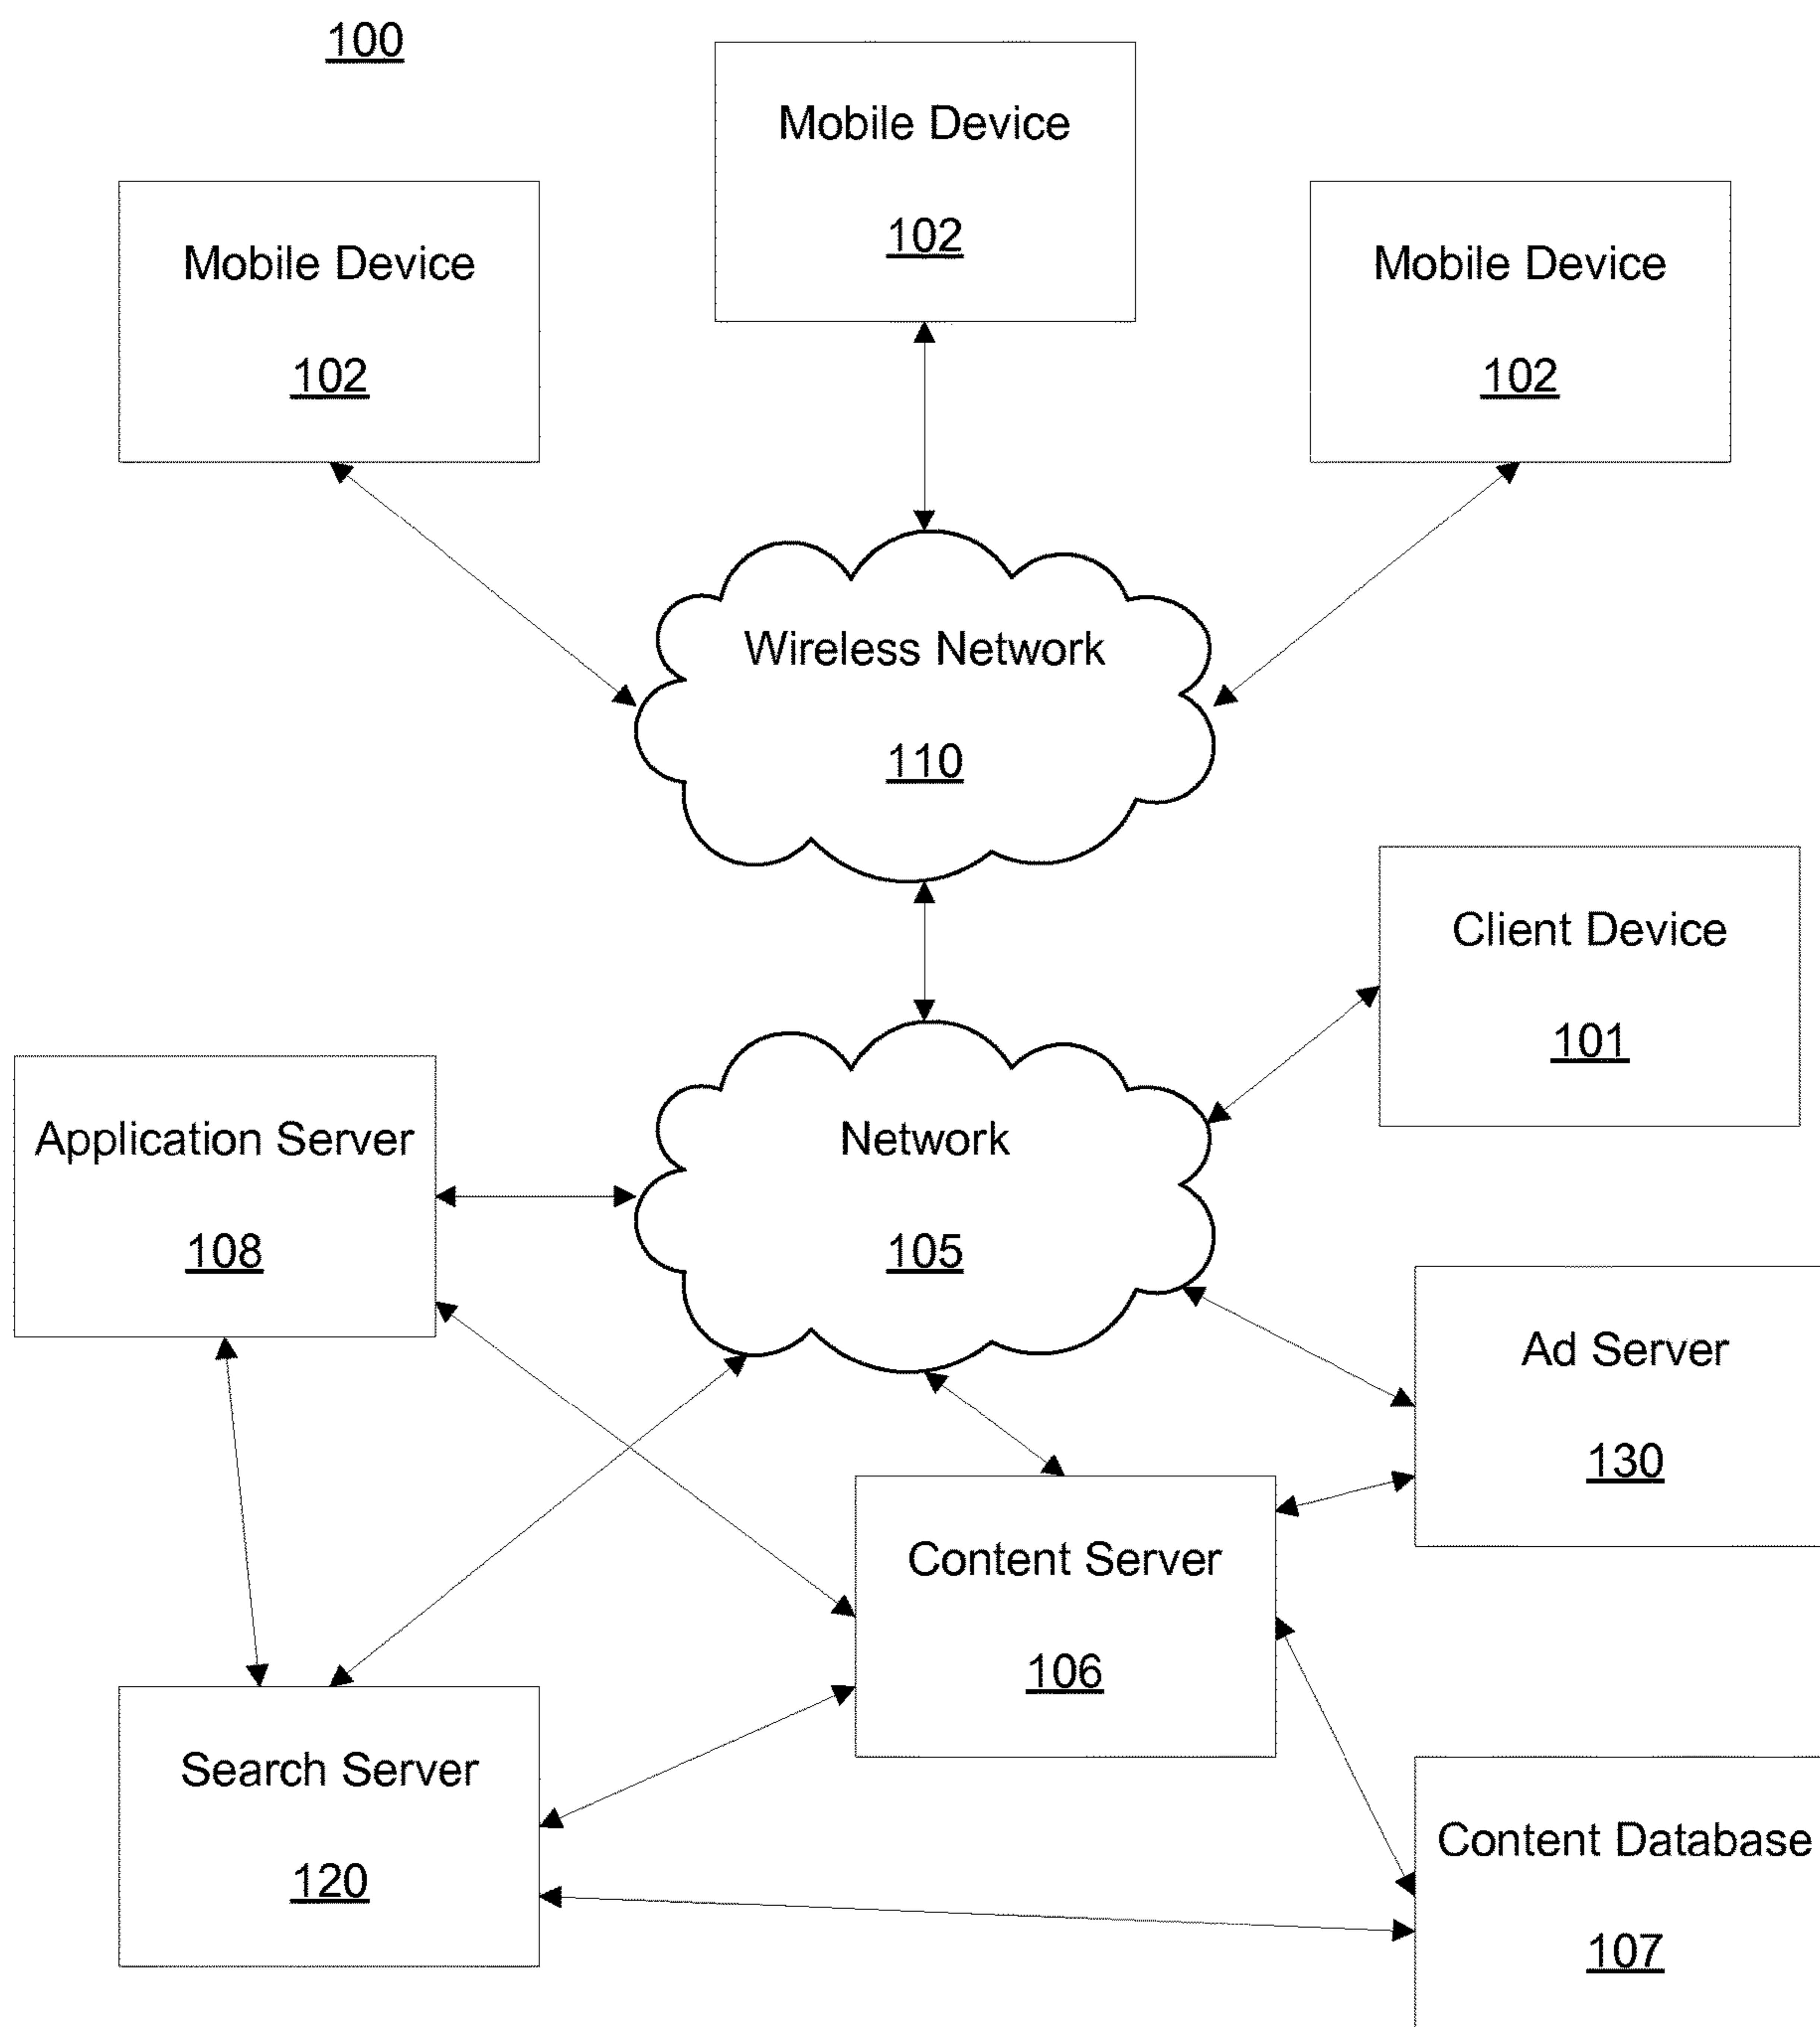 100
Mobile Device
102
Mobile Device
102
Mobile Device
102
Wireless Network
110
Client Device
101
Application Server
108
Network
105
Ad Server
130
Content Server
106
Search Server
120
Content Database
107